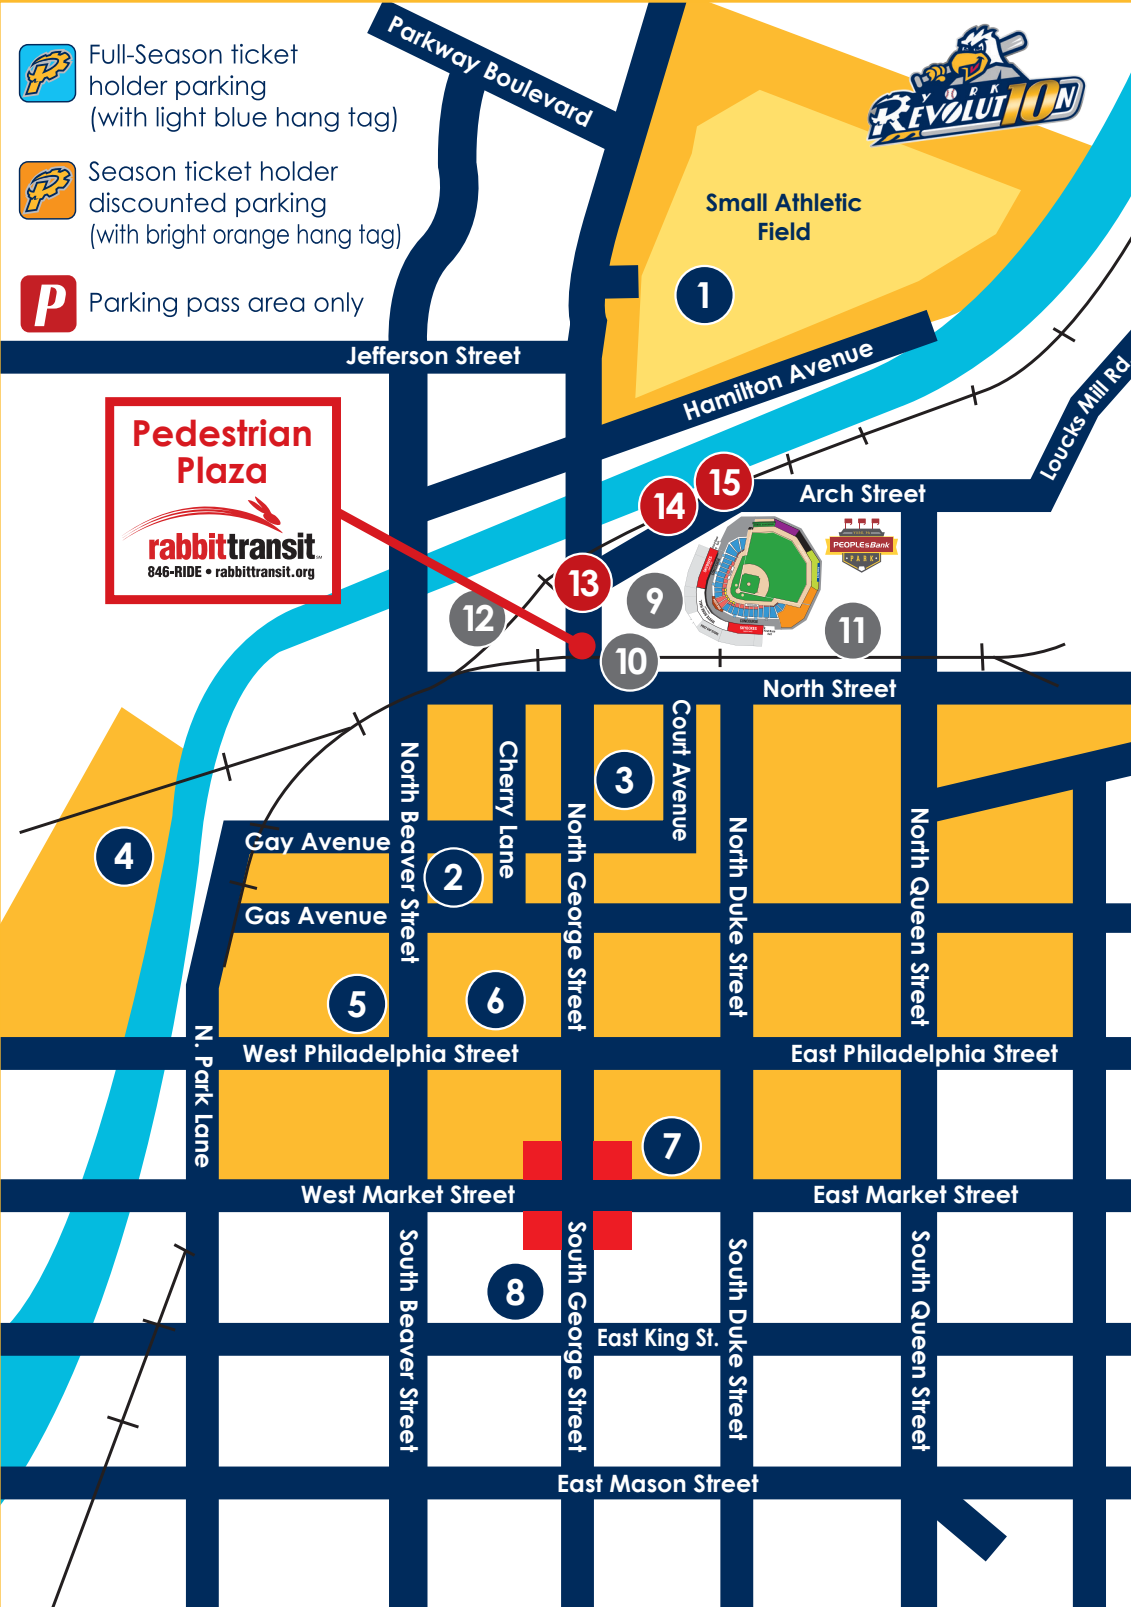 Full-Season ticket
holder parking
(with light blue hang tag)
Season ticket holder
discounted parking
(with bright orange hang tag)
P
Parking pass area only
Parkway Boulevard
YORK
REVOLUT10N
Small Athletic
Field
1
Jefferson Street
Hamilton Avenue
Loucks Mill Rd
Pedestrian
Plaza
rabbittransit
846-RIDE • rabbittransit.org
15
14
Arch Street
PEOPLEsBank
PARK
13
9
12
11
10
North Street
North Beaver Street
Cherry Lane
North George Street
3
Court Avenue
North Duke Street
North Queen Street
4
Gay Avenue
2
Gas Avenue
5
6
N. Park Lane
West Philadelphia Street
East Philadelphia Street
7
West Market Street
East Market Street
South Beaver Street
8
South George Street
South Duke Street
South Queen Street
East King St.
East Mason Street